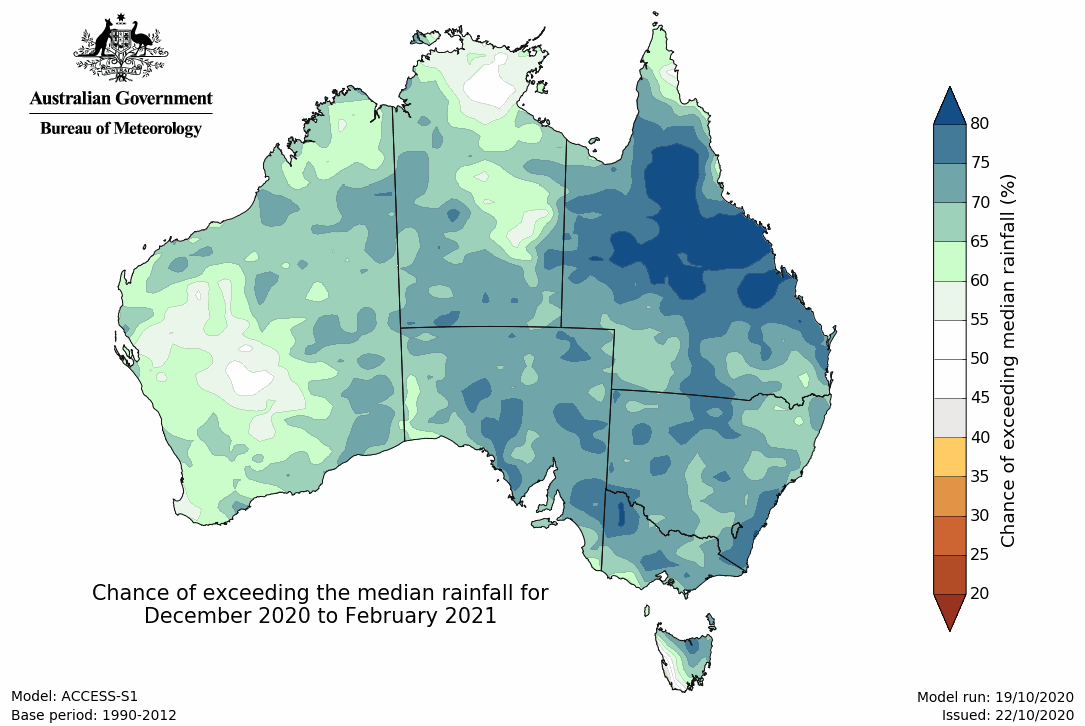 AUSTRALIA
Australian Government
Bureau of Meteorology
80
75
70
65
60
55
50
45
40
35
30
25
20
Chance of exceeding median rainfall (%)
Chance of exceeding the median rainfall for
December 2020 to February 2021
Model: ACCESS-S1
Base period: 1990-2012
Model run: 19/10/2020
Issued: 22/10/2020